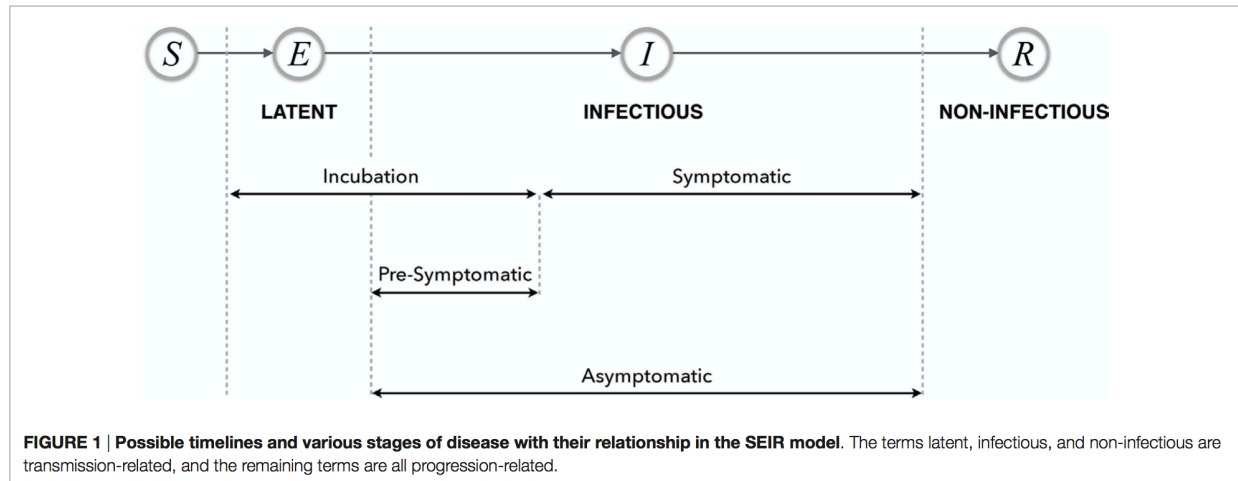 S E I R
LATENT INFECTIOUS NON-INFECTIOUS
Incubation Symptomatic
Pre-Symptomatic
Asymptomatic
FIGURE 1 | Possible timelines and various stages of disease with their relationship in the SEIR model. The terms latent, infectious, and non-infectious are
transmission-related, and the remaining terms are all progression-related.